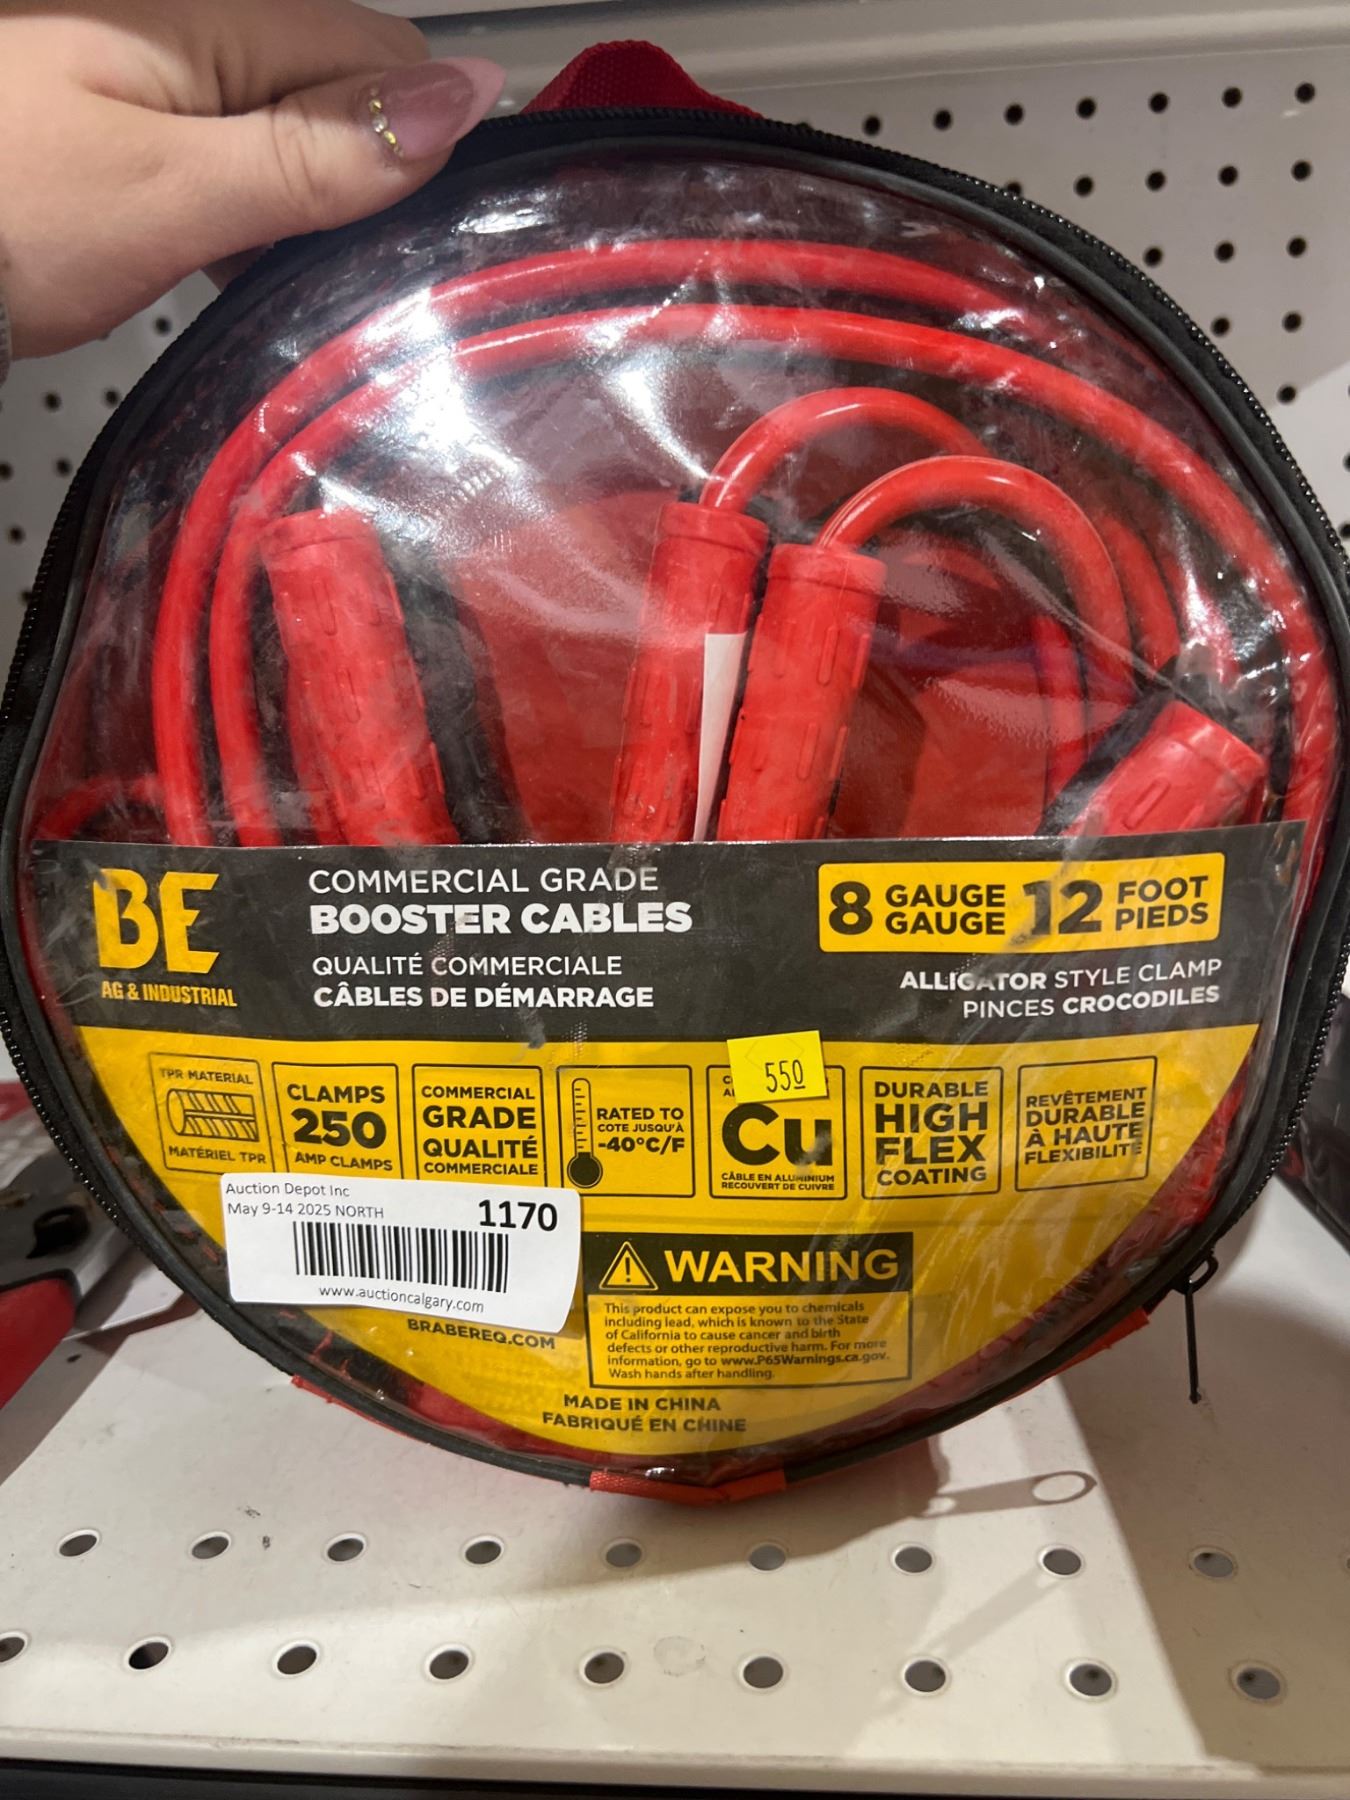 BE
AG & INDUSTRIAL
COMMERCIAL GRADE
BOOSTER CABLES
QUALITÉ COMMERCIALE
CÂBLES DE DÉMARRAGE
8 GAUGE 12 FOOT
GAUGE PIEDS
ALLIGATOR STYLE CLAMP
PINCES CROCODILES
TPR MATERIAL
MATÉRIEL TPR
CLAMPS
250
AMP CLAMPS
COMMERCIAL
GRADE
QUALITÉ
COMMERCIALE
RATED TO
COTE JUSQU'À
-40°C/F
550
Cu
CÂBLE EN ALUMINIUM
RECOUVERT DE CUIVRE
DURABLE
HIGH
FLEX
COATING
REVÊTEMENT
DURABLE
À HAUTE
FLEXIBILITÉ
Auction Depot Inc
May 9-14 2025 NORTH
1170
www.auctioncalgary.com
BRABEREQ.COM
WARNING
This product can expose you to chemicals
including lead, which is known to the State
of California to cause cancer and birth
defects or other reproductive harm. For more
information, go to www.P65Warnings.ca.gov.
Wash hands after handling.
MADE IN CHINA
FABRIQUÉ EN CHINE